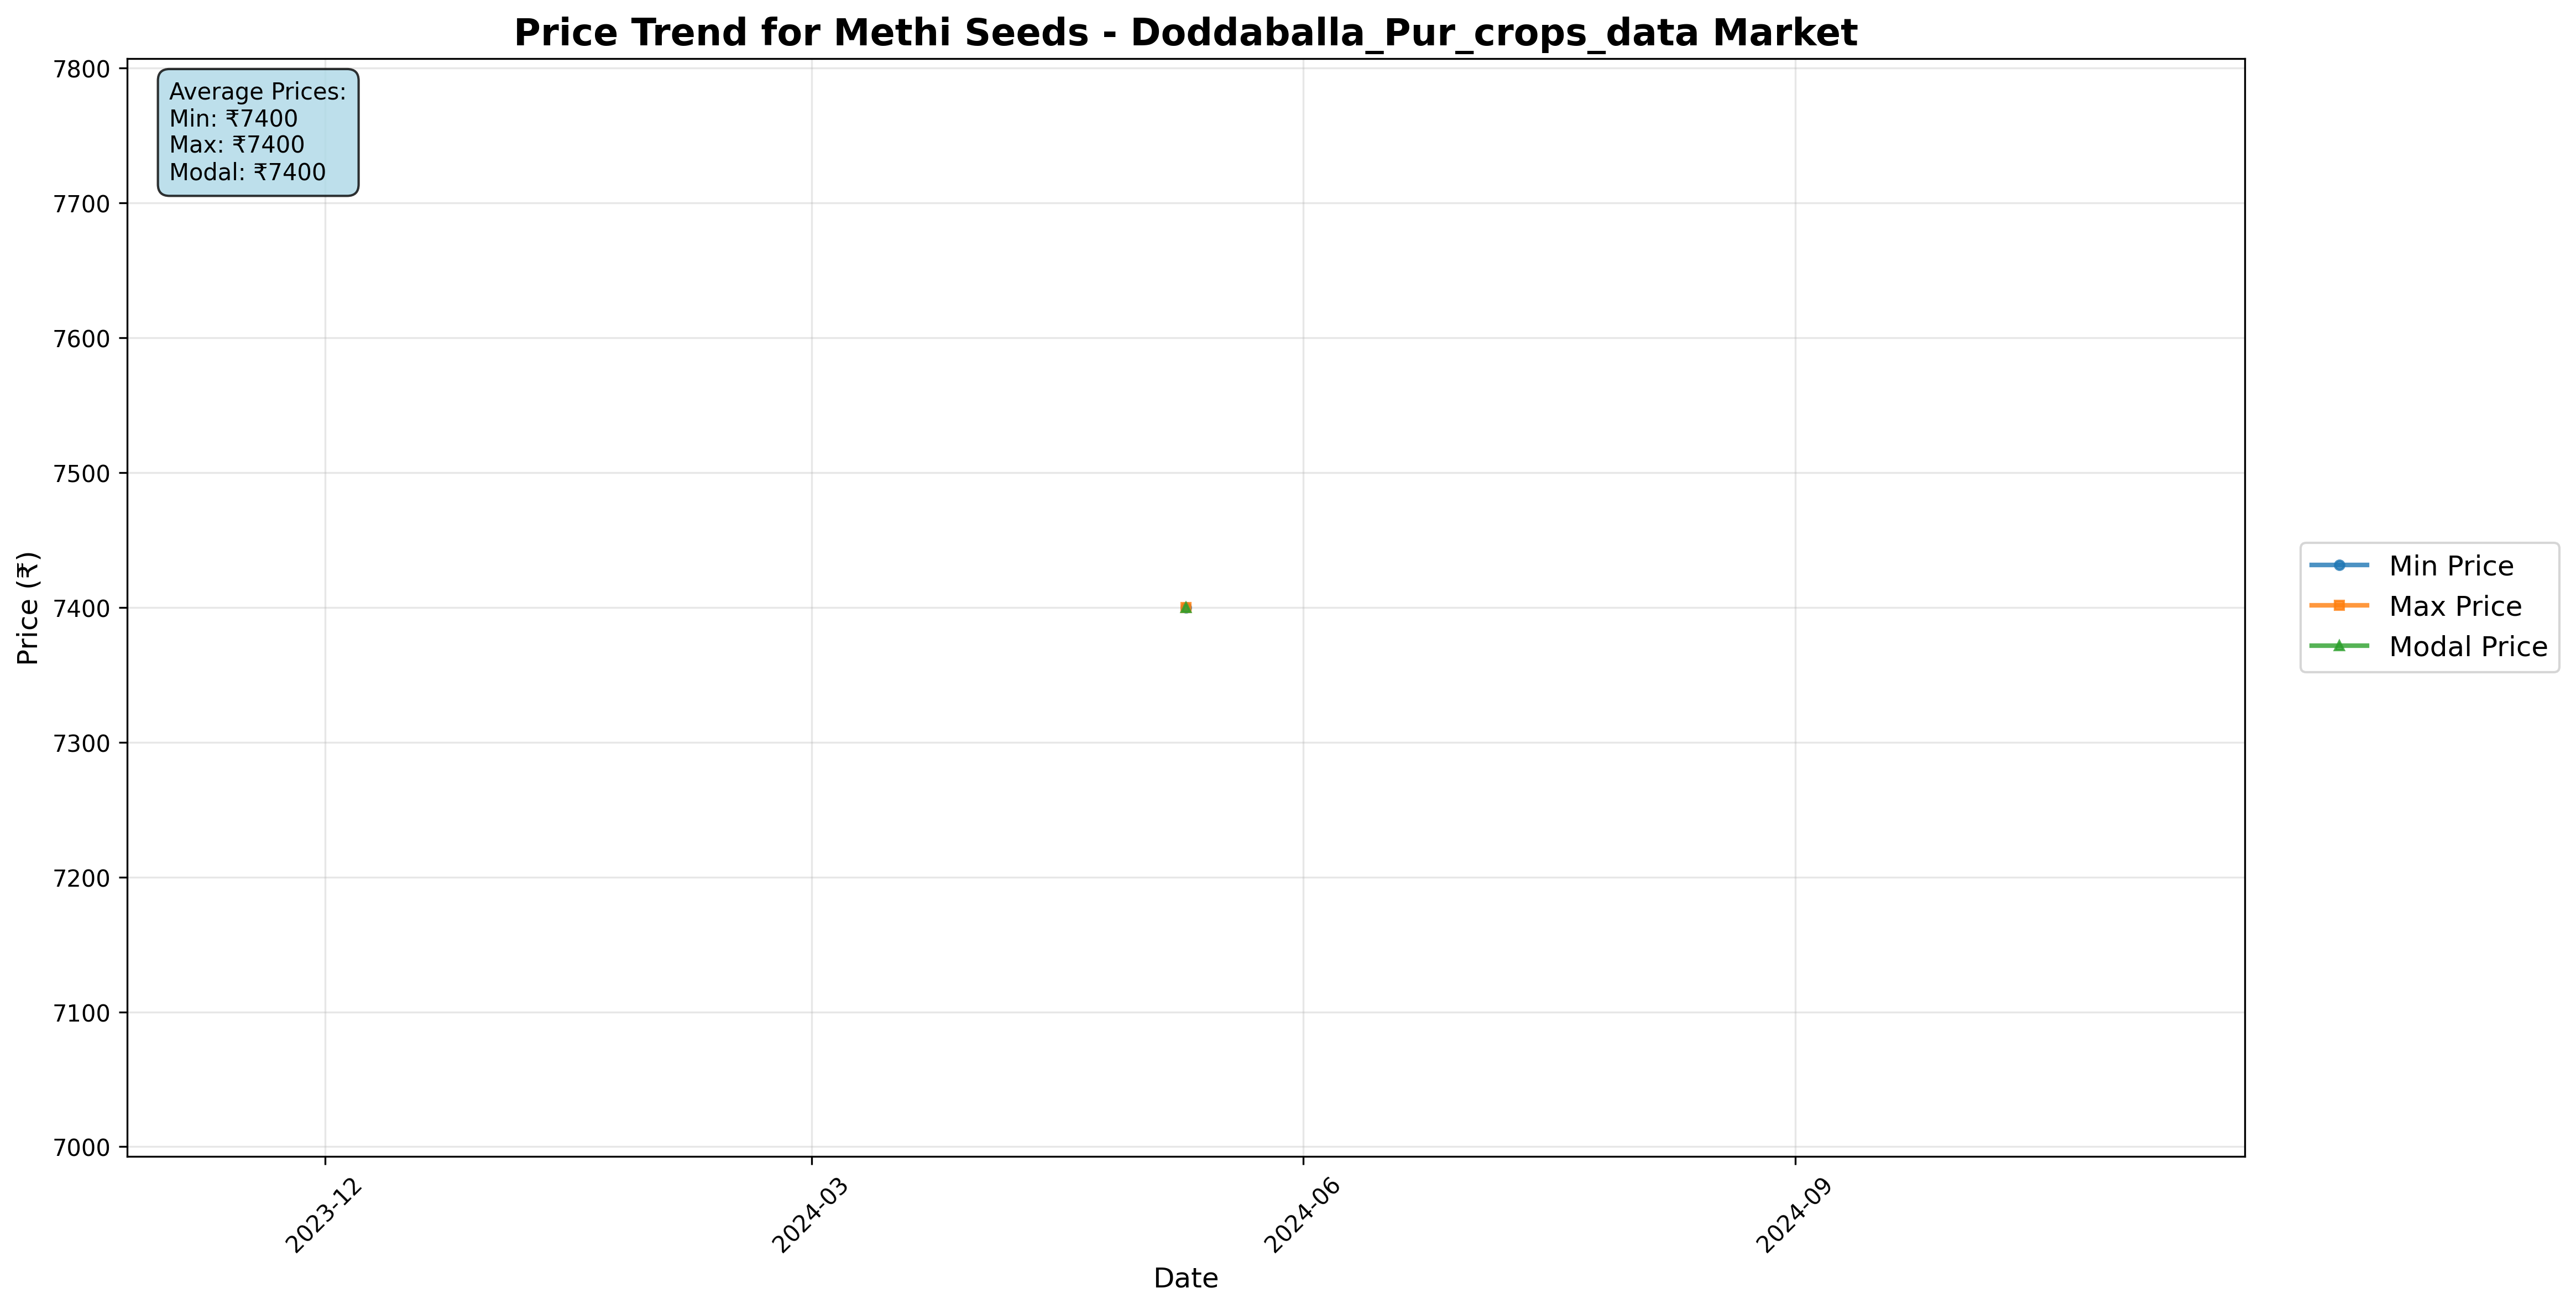 Price Trend for Methi Seeds - Doddaballa_Pur_crops_data Market
Average Prices:
Min: ₹7400
Max: ₹7400
Modal: ₹7400
7800
7700
7600
7500
7400
7300
7200
7100
7000
Price (₹)
2023-12
2024-03
2024-06
2024-09
Date
Min Price
Max Price
Modal Price